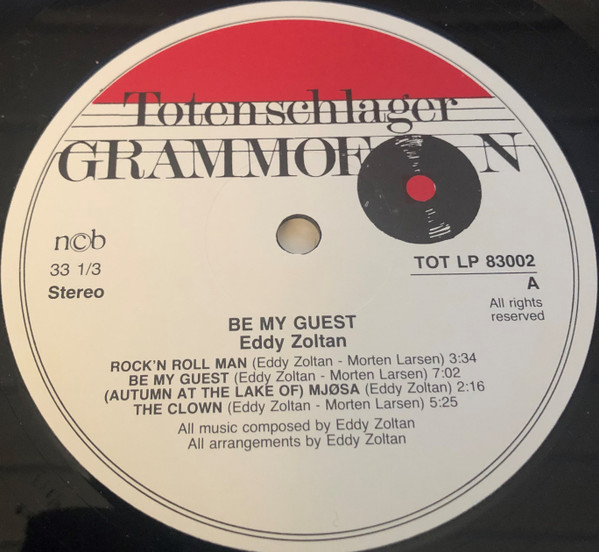 Totenschlager
GRAMMOFON
n©b
33 1/3
Stereo
TOT LP 83002
A
All rights
reserved
BE MY GUEST
Eddy Zoltan
ROCK'N ROLL MAN (Eddy Zoltan - Morten Larsen) 3:34
BE MY GUEST (Eddy Zoltan - Morten Larsen) 7:02
(AUTUMN AT THE LAKE OF) MJØSA (Eddy Zoltan) 2:16
THE CLOWN (Eddy Zoltan - Morten Larsen) 5:25
All music composed by Eddy Zoltan
All arrangements by Eddy Zoltan